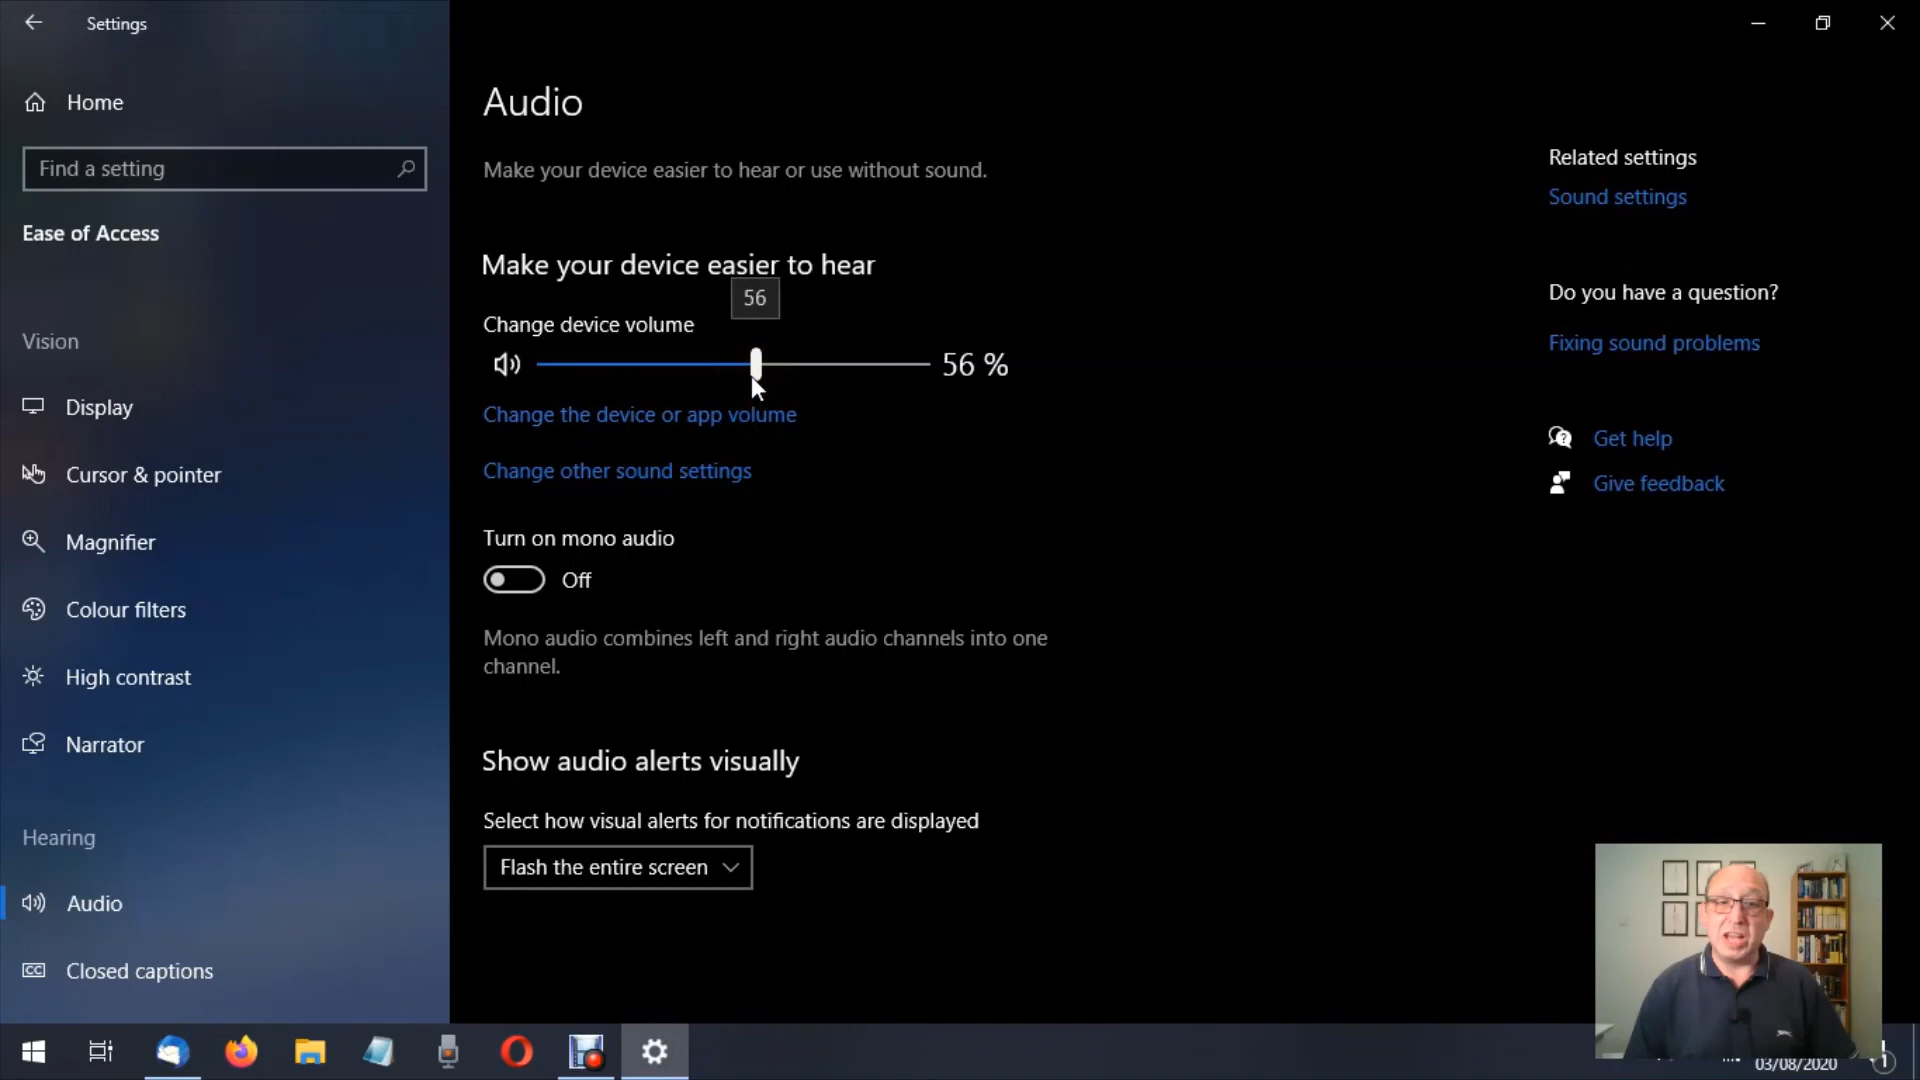 Settings
Home
Find a setting
Ease of Access
Vision
Display
Cursor & pointer
Magnifier
Colour filters
High contrast
Narrator
Hearing
Audio
Closed captions
Audio
Make your device easier to hear or use without sound.
Make your device easier to hear
56
Change device volume
56 %
Change the device or app volume
Change other sound settings
Turn on mono audio
Off
Mono audio combines left and right audio channels into one
channel.
Show audio alerts visually
Select how visual alerts for notifications are displayed
Flash the entire screen
Related settings
Sound settings
Do you have a question?
Fixing sound problems
Get help
Give feedback
03/08/2020
1